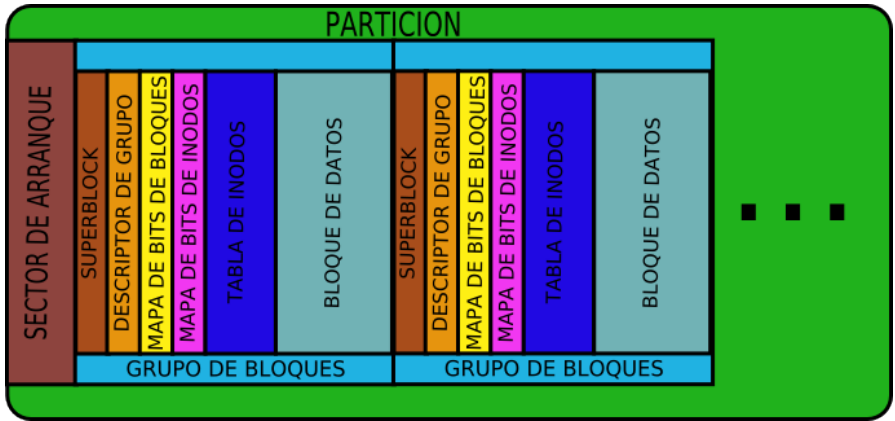 PARTICION
SECTOR DE ARRANQUE
SUPERBLOCK
DESCRIPTOR DE GRUPO
MAPA DE BITS DE BLOQUES
MAPA DE BITS DE INODOS
TABLA DE INODOS
BLOQUE DE DATOS
GRUPO DE BLOQUES
SUPERBLOCK
DESCRIPTOR DE GRUPO
MAPA DE BITS DE BLOQUES
MAPA DE BITS DE INODOS
TABLA DE INODOS
BLOQUE DE DATOS
GRUPO DE BLOQUES
...